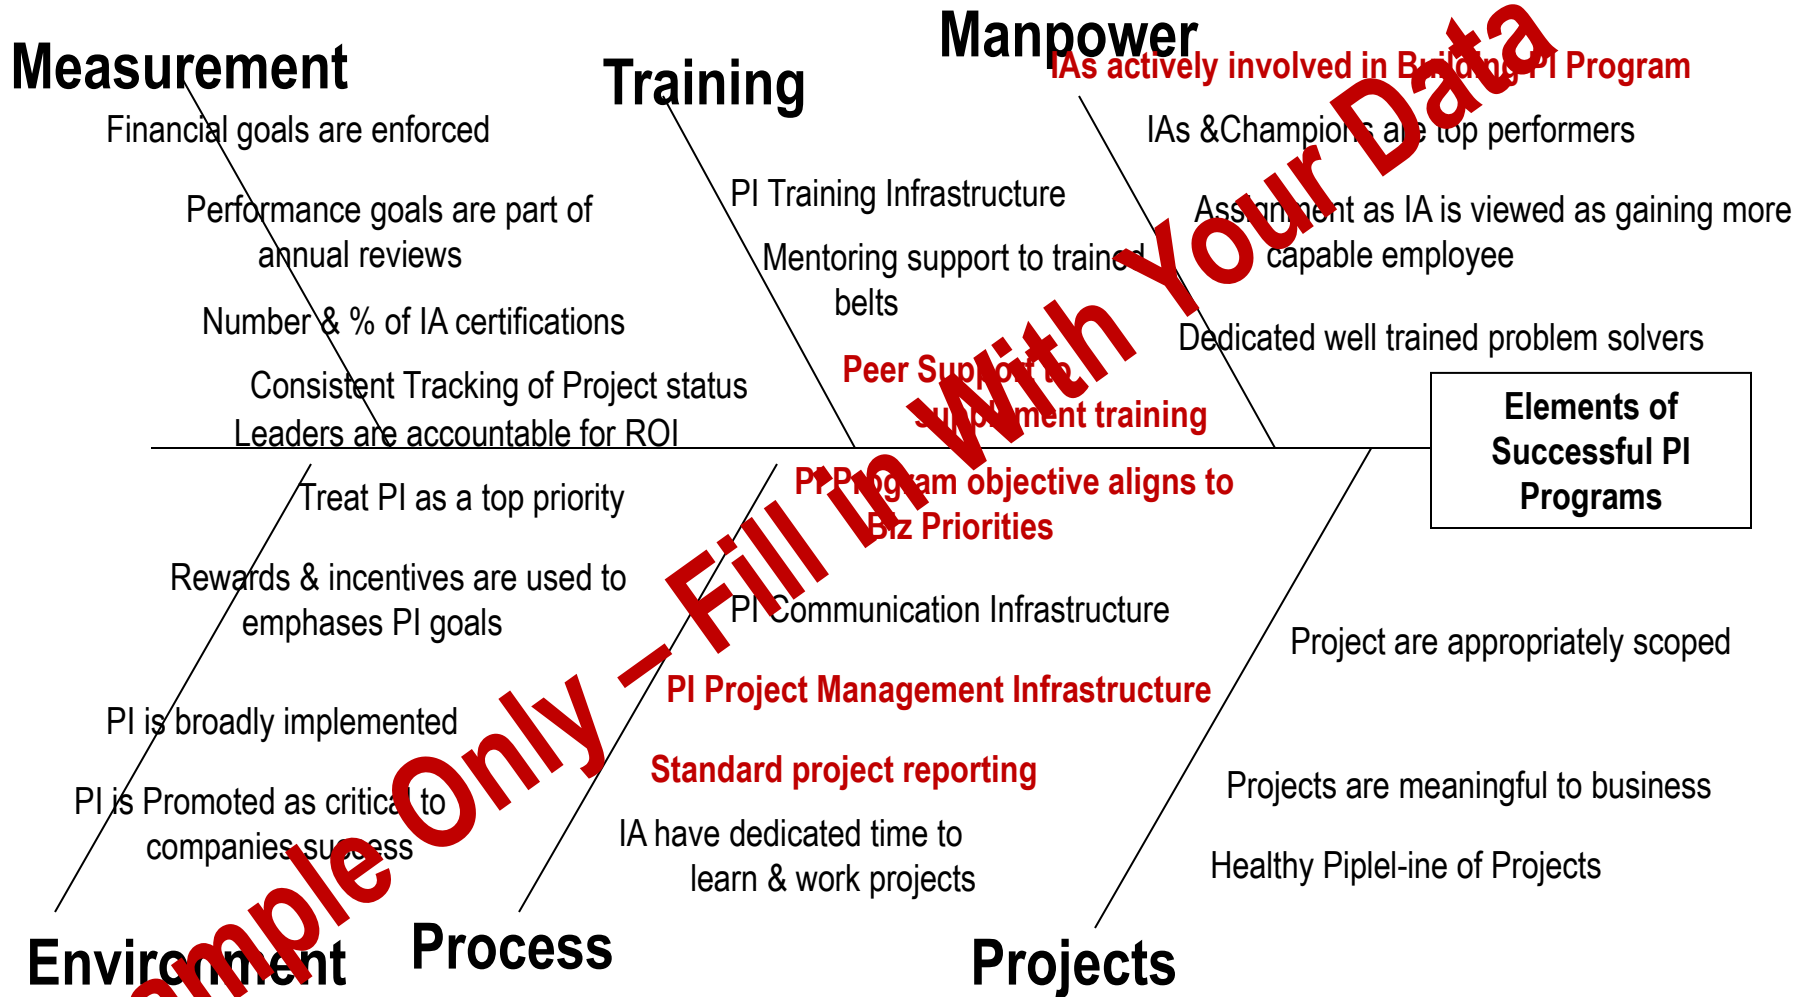 Measurement
Training
Manpower
IAs actively involved in Building PI Program
Financial goals are enforced
Performance goals are part of
annual reviews
Number & % of IA certifications
Consistent Tracking of Project status
Leaders are accountable for ROI
PI Training Infrastructure
Mentoring support to trained
belts
Peer Support to
supplement training
IAs &Champions are top performers
Assignment as IA is viewed as gaining more
capable employee
Dedicated well trained problem solvers
Elements of
Successful PI
Programs
Treat PI as a top priority
Rewards & incentives are used to
emphases PI goals
PI is broadly implemented
PI is Promoted as critical to
companies success
PI Program objective aligns to
Biz Priorities
PI Communication Infrastructure
PI Project Management Infrastructure
Standard project reporting
IA have dedicated time to
learn & work projects
Project are appropriately scoped
Projects are meaningful to business
Healthy Piplel-ine of Projects
Environment
Process
Projects
Only – Fill in With Your Data